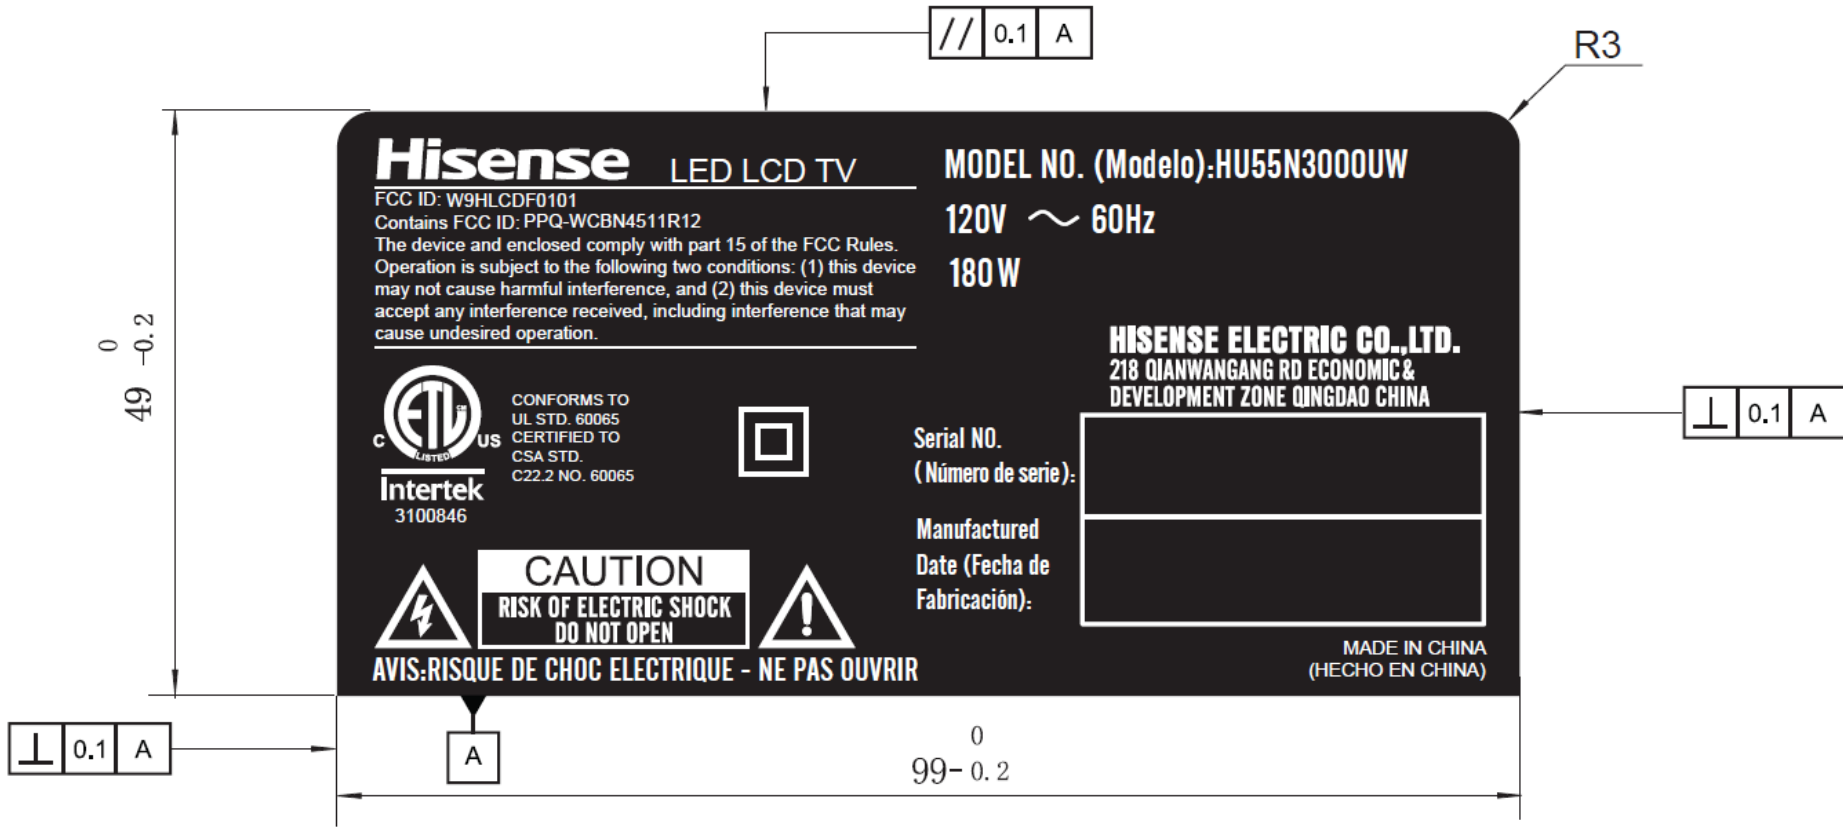 // 0.1 A
R3
Hisense LED LCD TV
FCC ID: W9HLCDF0101
Contains FCC ID: PPQ-WCBN4511R12
The device and enclosed comply with part 15 of the FCC Rules.
Operation is subject to the following two conditions: (1) this device
may not cause harmful interference, and (2) this device must
accept any interference received, including interference that may
cause undesired operation.
MODEL NO. (Modelo):HU55N3000UW
120V ～ 60Hz
180W
HISENSE ELECTRIC CO.,LTD.
218 QIANWANGANG RD ECONOMIC &
DEVELOPMENT ZONE QINGDAO CHINA
0
49 -0.2
ETL CM
C US
LISTED
Intertek
3100846
CONFORMS TO
UL STD. 60065
CERTIFIED TO
CSA STD.
C22.2 NO. 60065
Serial NO.
(Número de serie):
Manufactured
Date (Fecha de
Fabricación):
⊥ 0.1 A
CAUTION
RISK OF ELECTRIC SHOCK
DO NOT OPEN
AVIS:RISQUE DE CHOC ELECTRIQUE - NE PAS OUVRIR
MADE IN CHINA
(HECHO EN CHINA)
⊥ 0.1 A
A
0
99-0.2